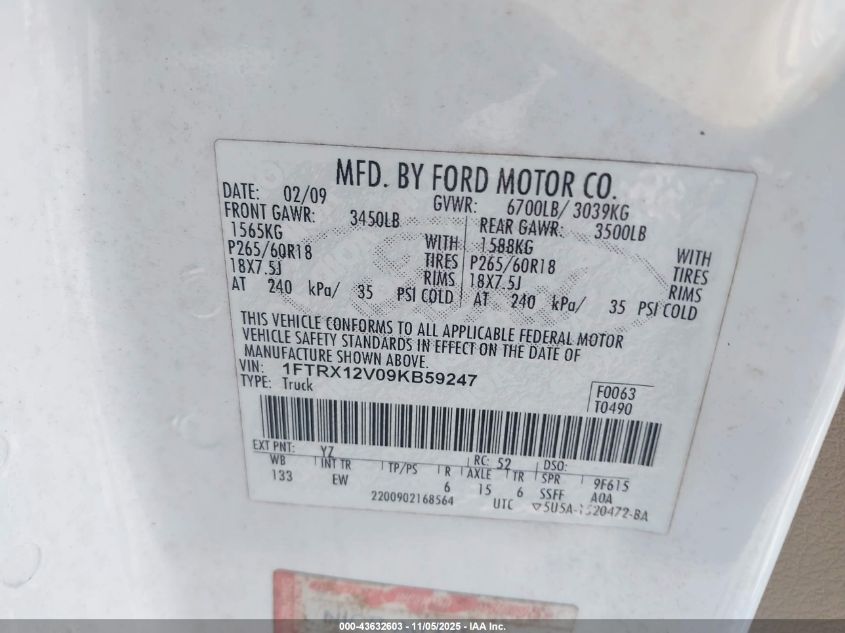 MFD. BY FORD MOTOR CO.
DATE: 02/09 GVWR: 6700LB/ 3039KG
FRONT GAWR: 3450LB REAR GAWR: 3500LB
1565KG WITH 1588KG WITH
P265/60R18 TIRES P265/60R18 TIRES
18X7.5J RIMS 18X7.5J RIMS
AT 240 kPa/ 35 PSI COLD AT 240 kPa/ 35 PSI COLD
THIS VEHICLE CONFORMS TO ALL APPLICABLE FEDERAL MOTOR
VEHICLE SAFETY STANDARDS IN EFFECT ON THE DATE OF
MANUFACTURE SHOWN ABOVE.
VIN: 1FTRX12V09KB59247
TYPE: Truck
F0063
T0490
EXT PNT: YZ RC: 52 DSO:
WB INT TR TP/PS R AXLE TR SPR 9F615
133 EW 6 15 6 SSFF A0A
2200902168564 UTC ▽5U5A-1520472-BA
000-43632603 - 11/05/2025 - IAA Inc.